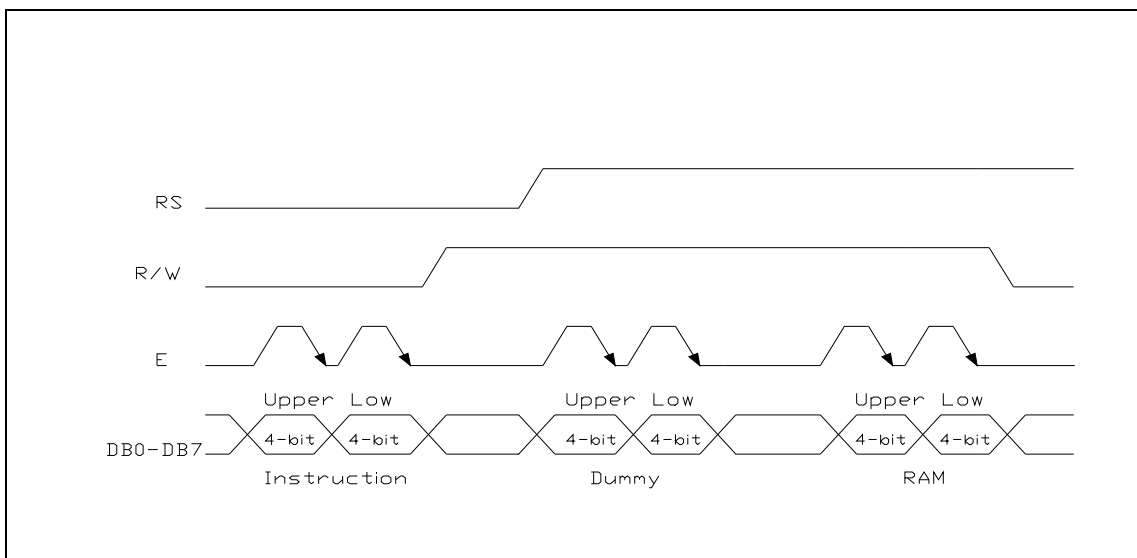 RS
R/W
E
Upper Low Upper Low Upper Low
DB0-DB7 4-bit 4-bit 4-bit 4-bit 4-bit 4-bit
Instruction Dummy RAM